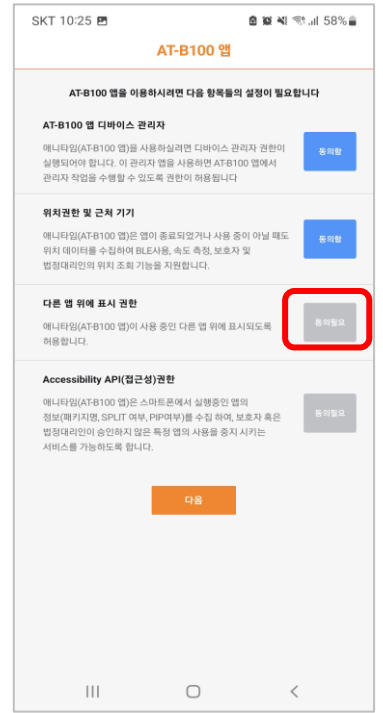 SKT 10:25
58%
AT-B100 앱
AT-B100 앱을 이용하시려면 다음 항목들의 설정이 필요합니다
AT-B100 앱 디바이스 관리자
애니타임(AT-B100 앱)을 사용하실려면 디바이스 관리자 권한이
실행되어야 합니다. 이 관리자 앱을 사용하면 AT-B100 앱에서
관리자 작업을 수행할 수 있도록 권한이 허용됩니다
동의함
위치권한 및 근처 기기
애니타임(AT-B100 앱)은 앱이 종료되었거나 사용 중이 아닐 때도
위치 데이터를 수집하여 BLE사용, 속도 측정, 보호자 및
법정대리인의 위치 조회 기능을 지원합니다.
동의함
다른 앱 위에 표시 권한
애니타임(AT-B100 앱)이 사용 중인 다른 앱 위에 표시되도록
허용합니다.
동의필요
Accessibility API(접근성)권한
애니타임(AT-B100 앱)은 스마트폰에서 실행중인 앱의
정보(패키지명, SPLIT 여부, PIP여부)를 수집 하여, 보호자 혹은
법정대리인이 승인하지 않은 특정 앱의 사용을 중지 시키는
서비스를 가능하도록 합니다.
동의필요
다음